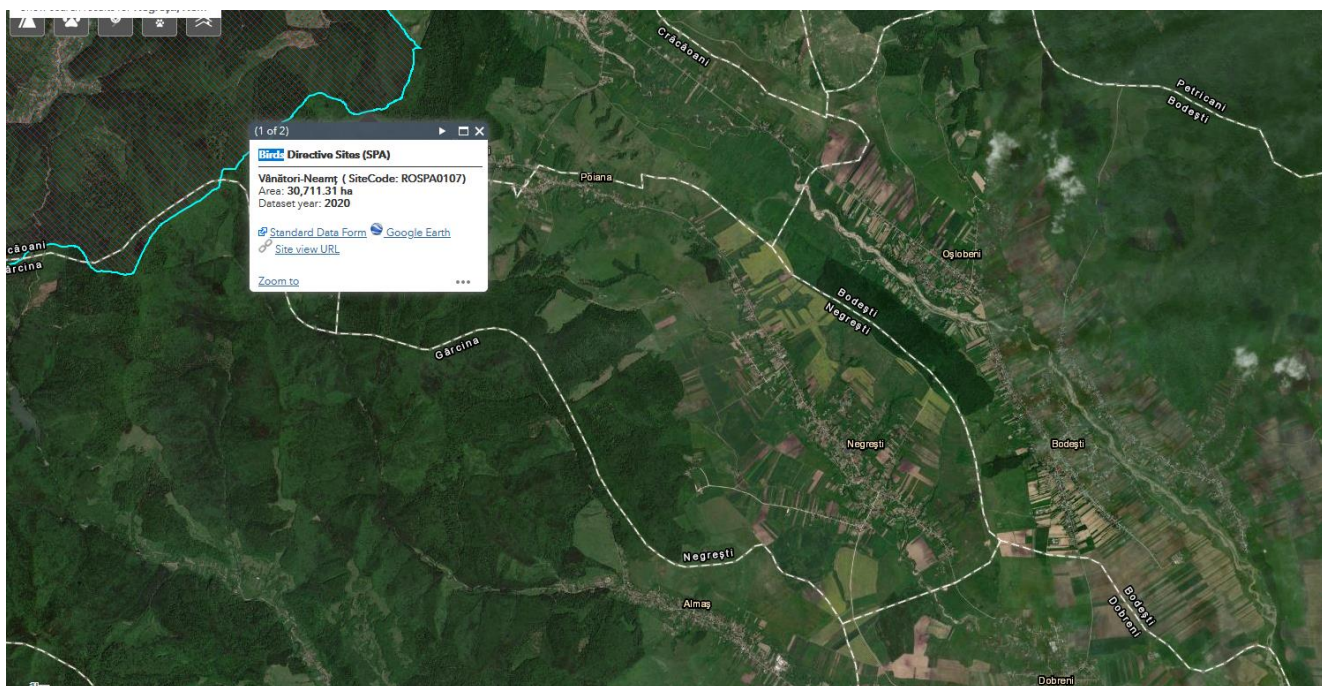 (1 of 2)
Birds Directive Sites (SPA)
Vânători-Neamț ( SiteCode: ROSPA0107)
Area: 30,711.31 ha
Dataset year: 2020
Standard Data Form Google Earth
Site view URL
Zoom to
Crăcăoani
Petricani
Bodești
Poiana
Oșlobeni
Bodești
Negrești
Gârcina
Gârcina
Negrești
Bodești
Negrești
Almaș
Bodești
Dobreni
Dobreni